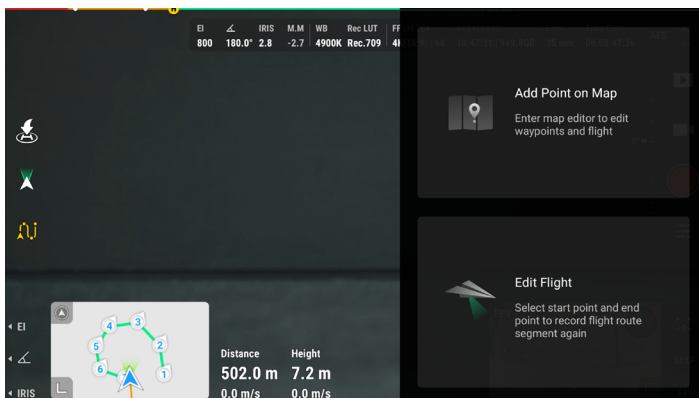 H
EI
IRIS
M.M
WB
Rec LUT
800
180.0°
2.8
-2.7
4900K
Rec.709
Add Point on Map
Enter map editor to edit
waypoints and flight
EI
IRIS
4
3
5
2
6
1
Distance
Height
502.0 m
7.2 m
0.0 m/s
0.0 m/s
Edit Flight
Select start point and end
point to record flight route
segment again